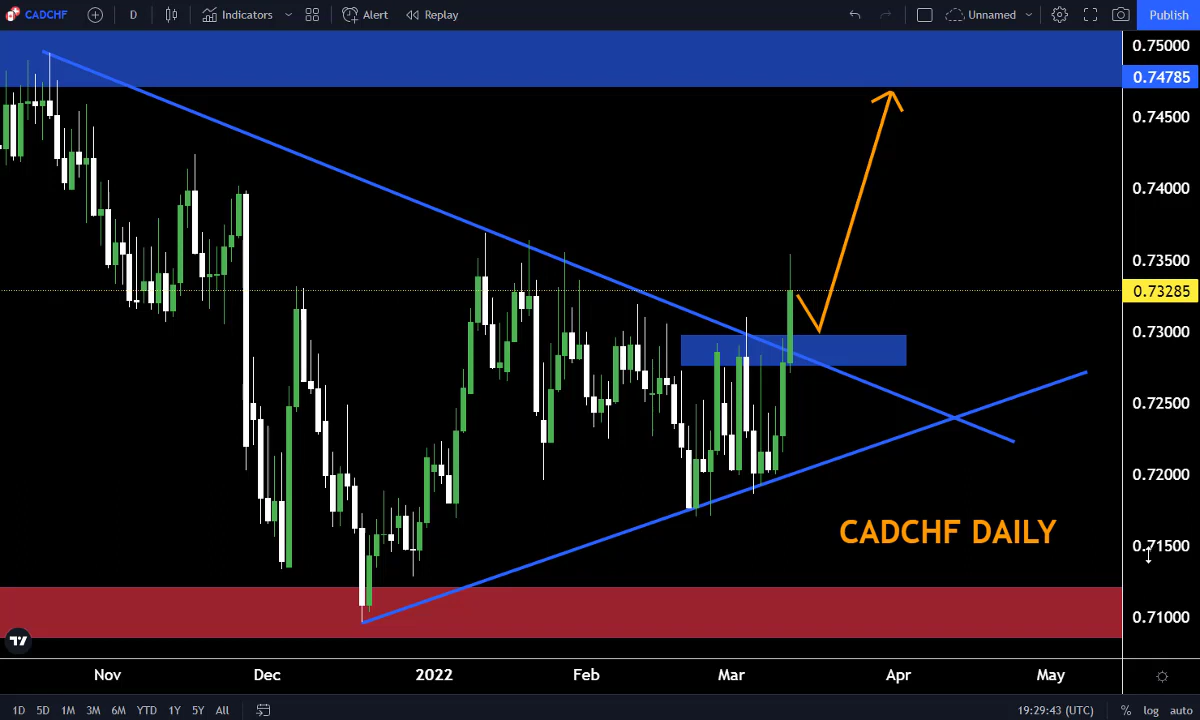 CADCHF D Indicators Alert Replay Unnamed Publish
0.75000
0.74785
0.74500
0.74000
0.73500
0.73285
0.73000
0.72500
0.72000
CADCHF DAILY
0.71500
0.71000
Nov Dec 2022 Feb Mar Apr May
1D 5D 1M 3M 6M YTD 1Y 5Y All 19:29:43 (UTC) % log auto